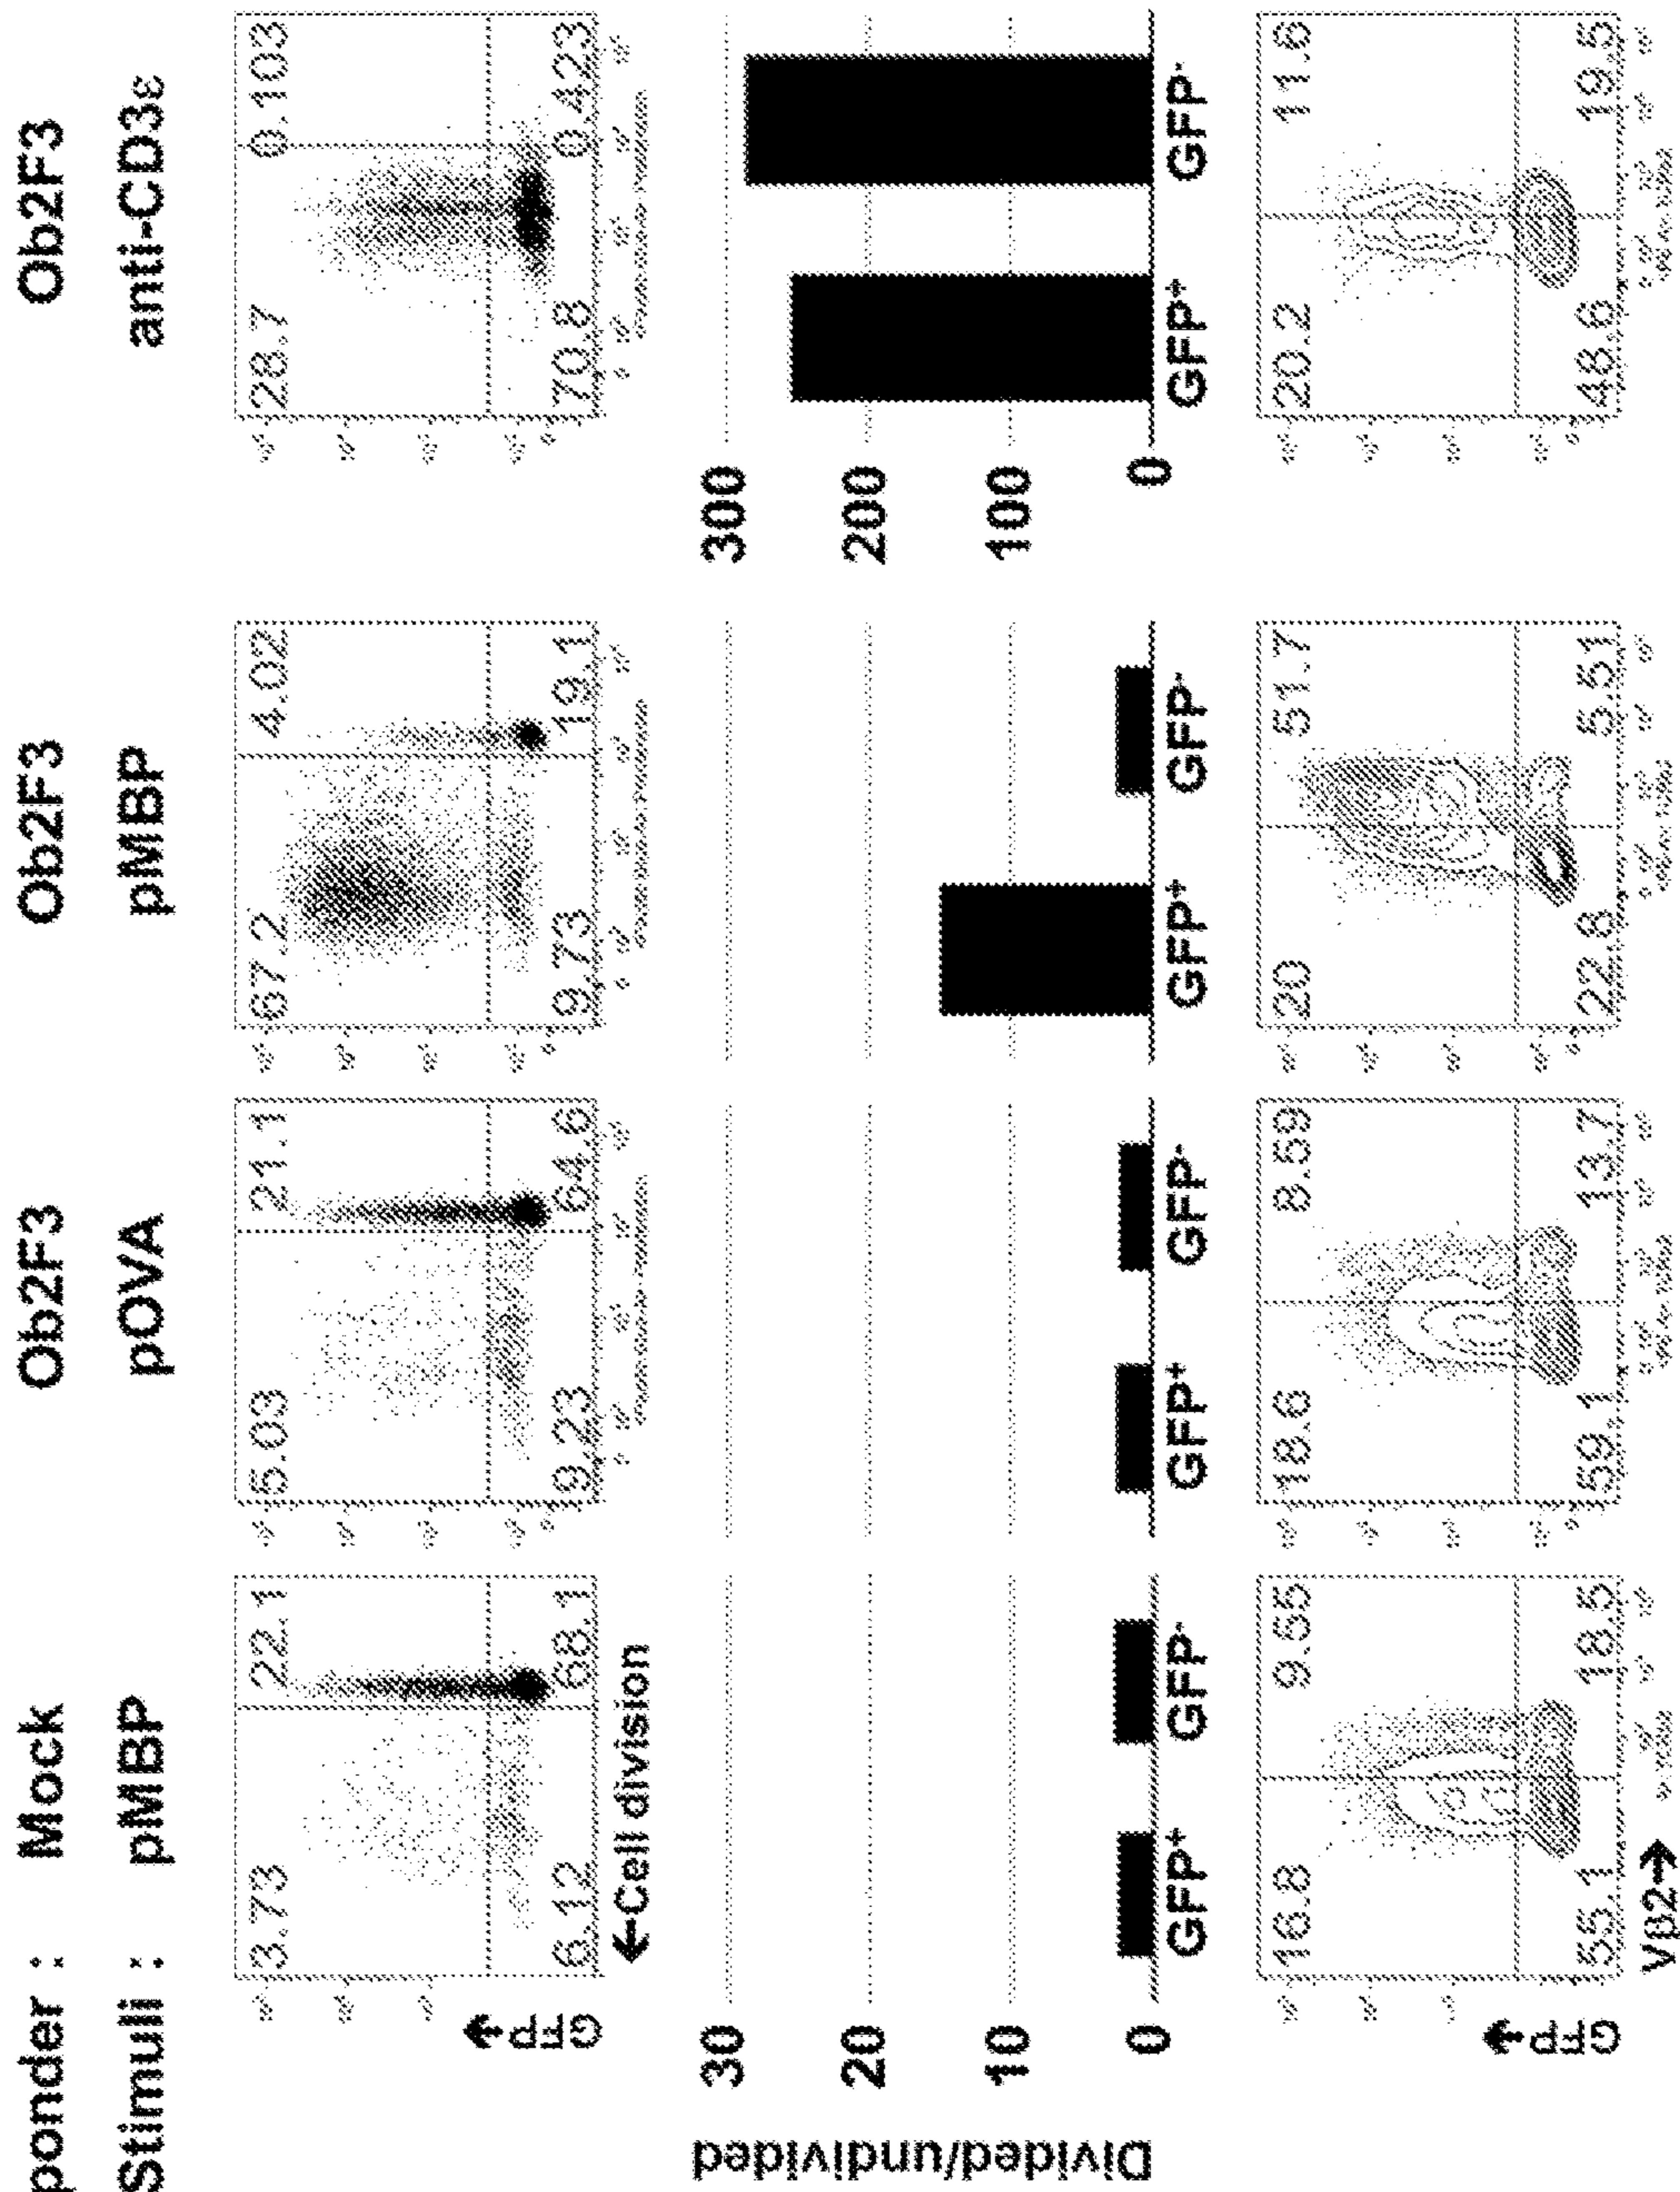 ponder : Mock Ob2F3 Ob2F3 Ob2F3
Stimuli : pMBP pOVA pMBP anti-CD3ε
3.73 22.1 5.03 21.1 67.2 4.02 28.7 0.103
6.12 68.1 9.23 64.6 9.73 19.1 70.8 0.423
GFP→
←Cell division
Divided/undivided
30 300
20 200
10 100
0 0
GFP+ GFP- GFP+ GFP- GFP+ GFP- GFP+ GFP-
16.8 9.55 18.6 8.59 20 51.7 20.2 11.6
55.1 18.5 59.1 13.7 22.8 5.51 48.6 19.5
GFP→
Vβ2→